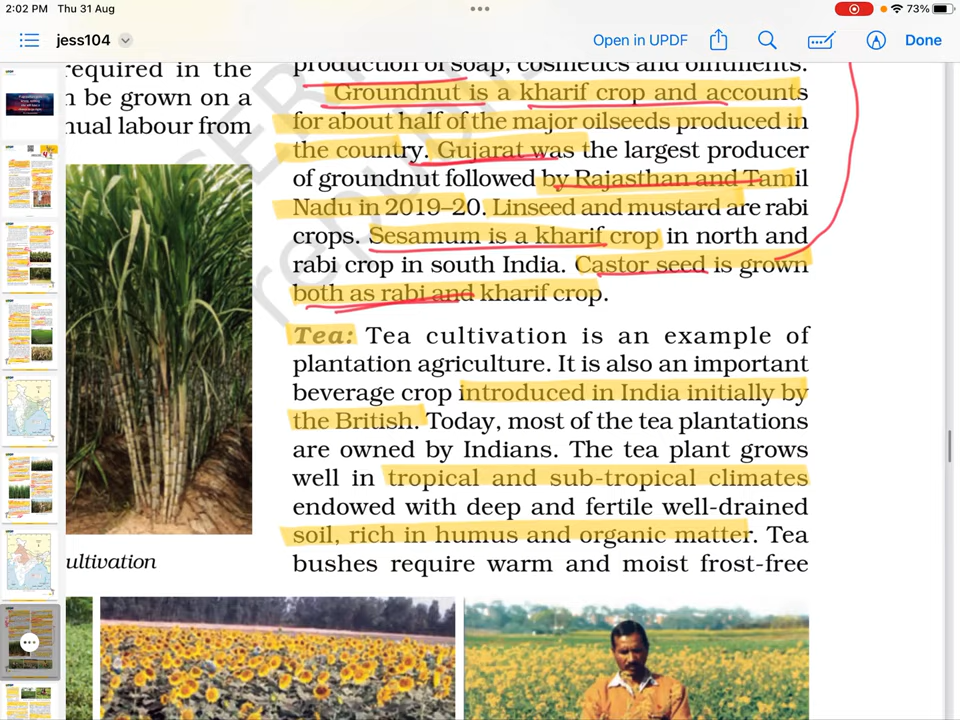 2:02 PM Thu 31 Aug
73%
jess104
Open in UPDF
Done
required in the
n be grown on a
nual labour from
ultivation
production of soap, cosmetics and ointments.
Groundnut is a kharif crop and accounts
for about half of the major oilseeds produced in
the country. Gujarat was the largest producer
of groundnut followed by Rajasthan and Tamil
Nadu in 2019–20. Linseed and mustard are rabi
crops. Sesamum is a kharif crop in north and
rabi crop in south India. Castor seed is grown
both as rabi and kharif crop.
Tea: Tea cultivation is an example of
plantation agriculture. It is also an important
beverage crop introduced in India initially by
the British. Today, most of the tea plantations
are owned by Indians. The tea plant grows
well in tropical and sub-tropical climates
endowed with deep and fertile well-drained
soil, rich in humus and organic matter. Tea
bushes require warm and moist frost-free